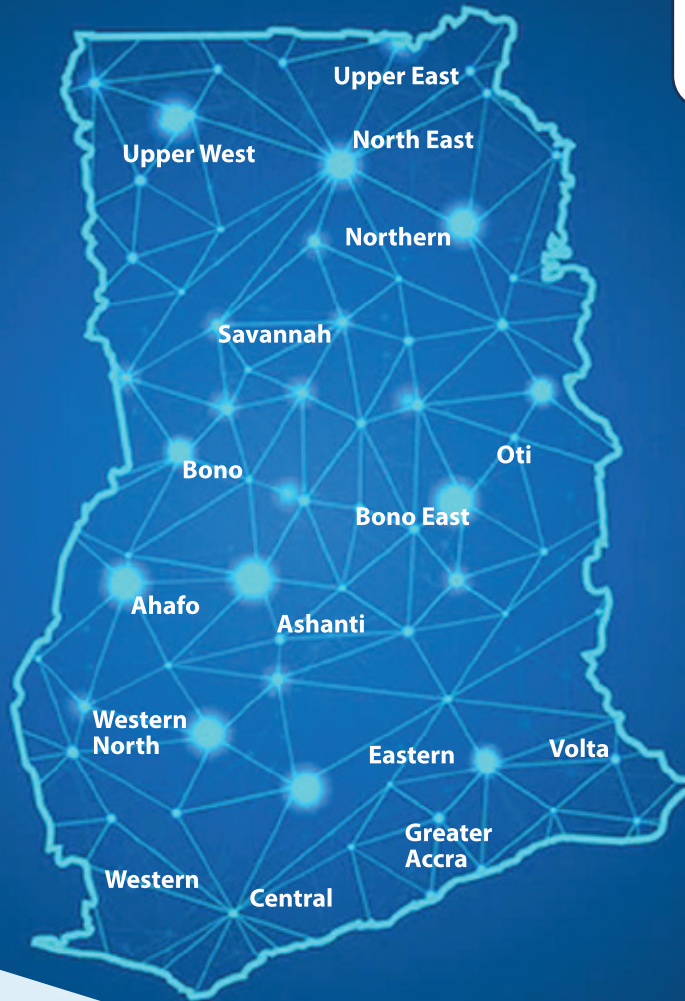 Upper East
North East
Upper West
Northern
Savannah
Oti
Bono
Bono East
Ahafo
Ashanti
Western
North
Eastern
Volta
Greater
Accra
Western
Central